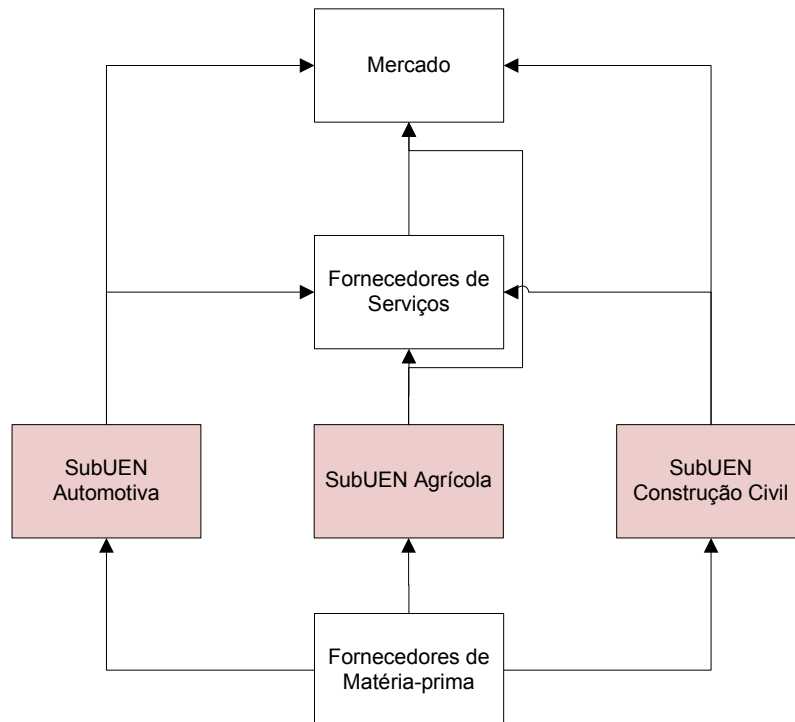 Mercado
Fornecedores de
Serviços
SubUEN
Automotiva
SubUEN Agrícola
SubUEN
Construção Civil
Fornecedores de
Matéria-prima